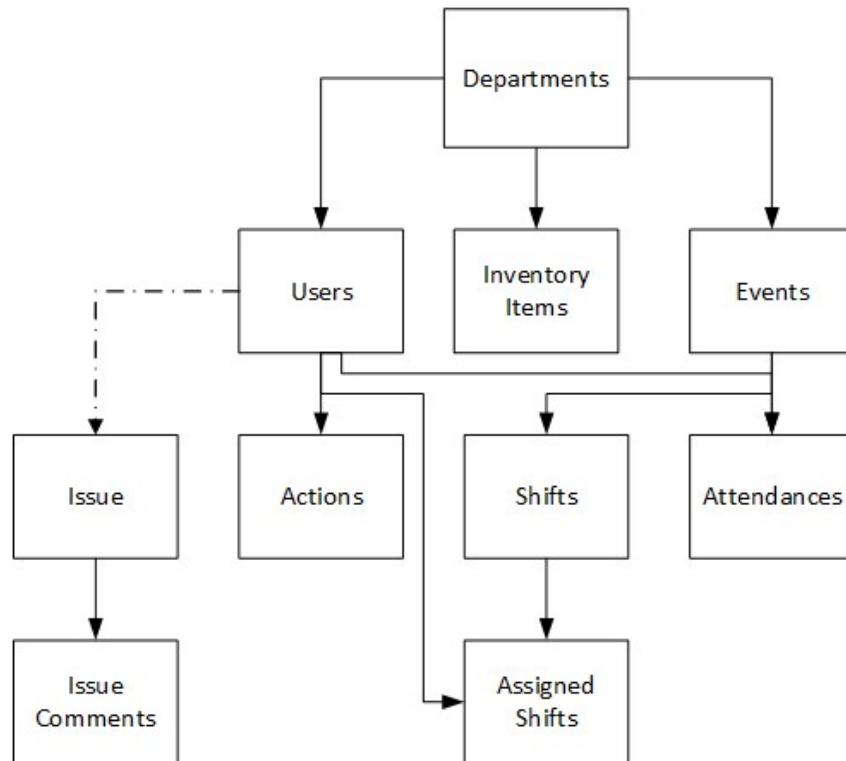 Departments
Users
Inventory
Items
Events
Issue
Actions
Shifts
Attendances
Issue
Comments
Assigned
Shifts